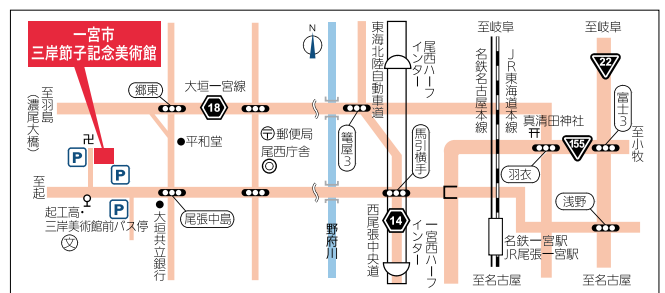 一宮市
三岸節子記念美術館
至羽島
(濃尾大橋)
郷東
大垣一宮線
18
平和堂
卍
P
P
P
至起
起工高・
三岸美術館前バス停
文
大垣共立銀行
尾張中島
〒郵便局
尾西庁舎
N
野府川
籠屋3
東海北陸自動車道
尾西ハーフ
インター
馬引横手
西尾張中央道
14
一宮西ハーフ
インター
至岐阜
名鉄名古屋本線
JR東海道本線
真清田神社
羽衣
155
至岐阜
22
富士3
至小牧
浅野
名鉄一宮駅
JR尾張一宮駅
至名古屋
至名古屋